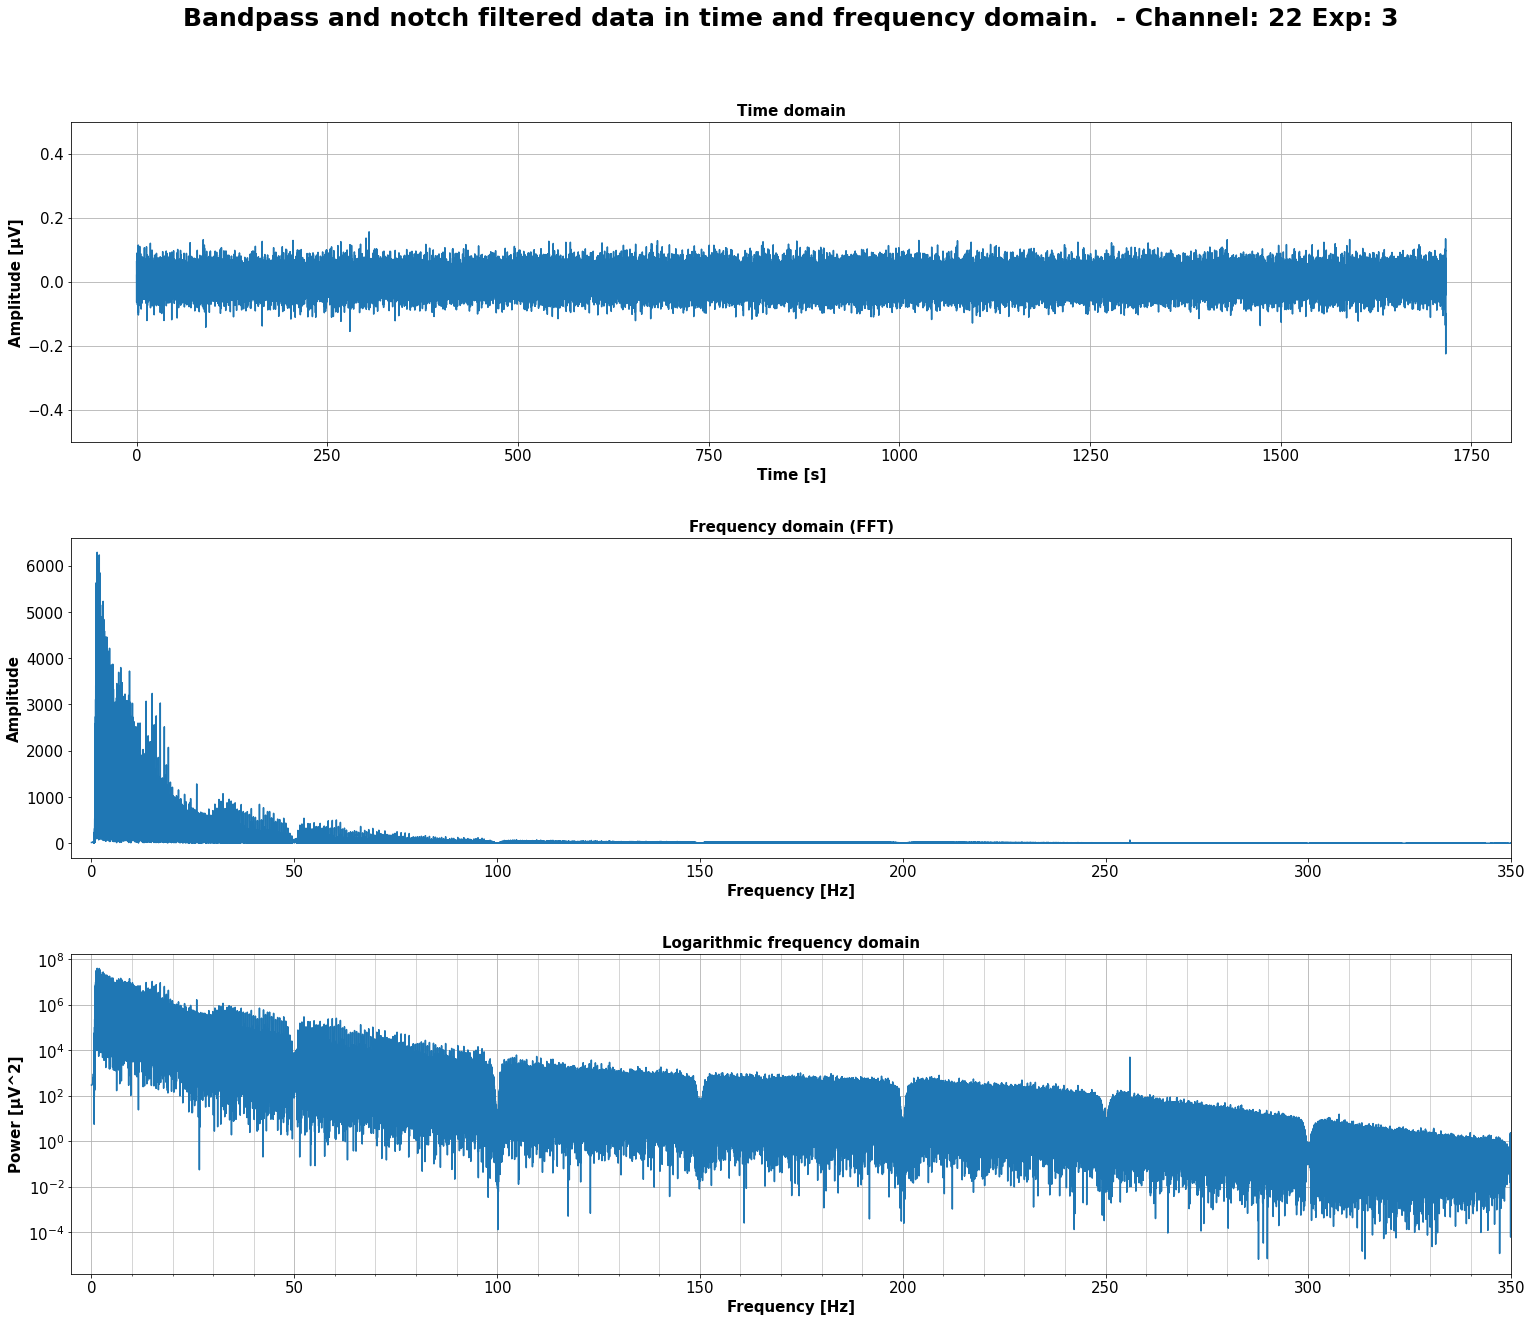 Bandpass and notch filtered data in time and frequency domain.  - Channel: 22 Exp: 3
Time domain
Amplitude [µV]
0.4
0.2
0.0
−0.2
−0.4
0 250 500 750 1000 1250 1500 1750
Time [s]
Frequency domain (FFT)
Amplitude
6000
5000
4000
3000
2000
1000
0
0 50 100 150 200 250 300 350
Frequency [Hz]
Logarithmic frequency domain
Power [µV^2]
10^8
10^6
10^4
10^2
10^0
10^−2
10^−4
0 50 100 150 200 250 300 350
Frequency [Hz]